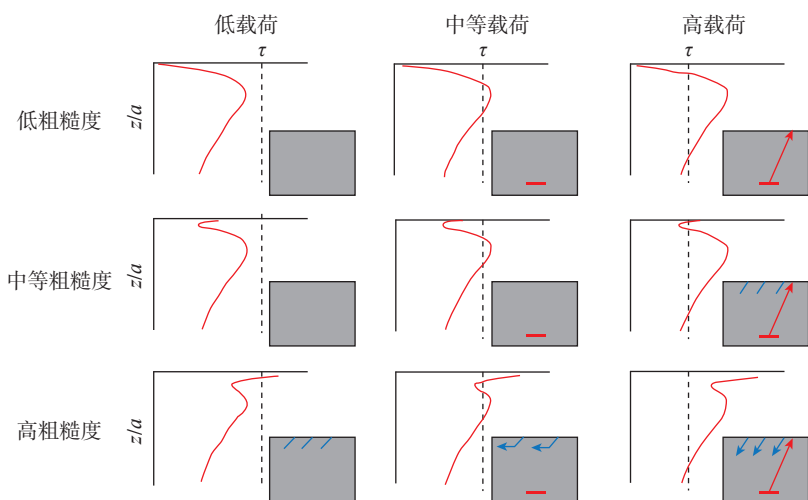 低载荷 中等载荷 高载荷
τ τ τ
低粗糙度 z/a
中等粗糙度 z/a
高粗糙度 z/a